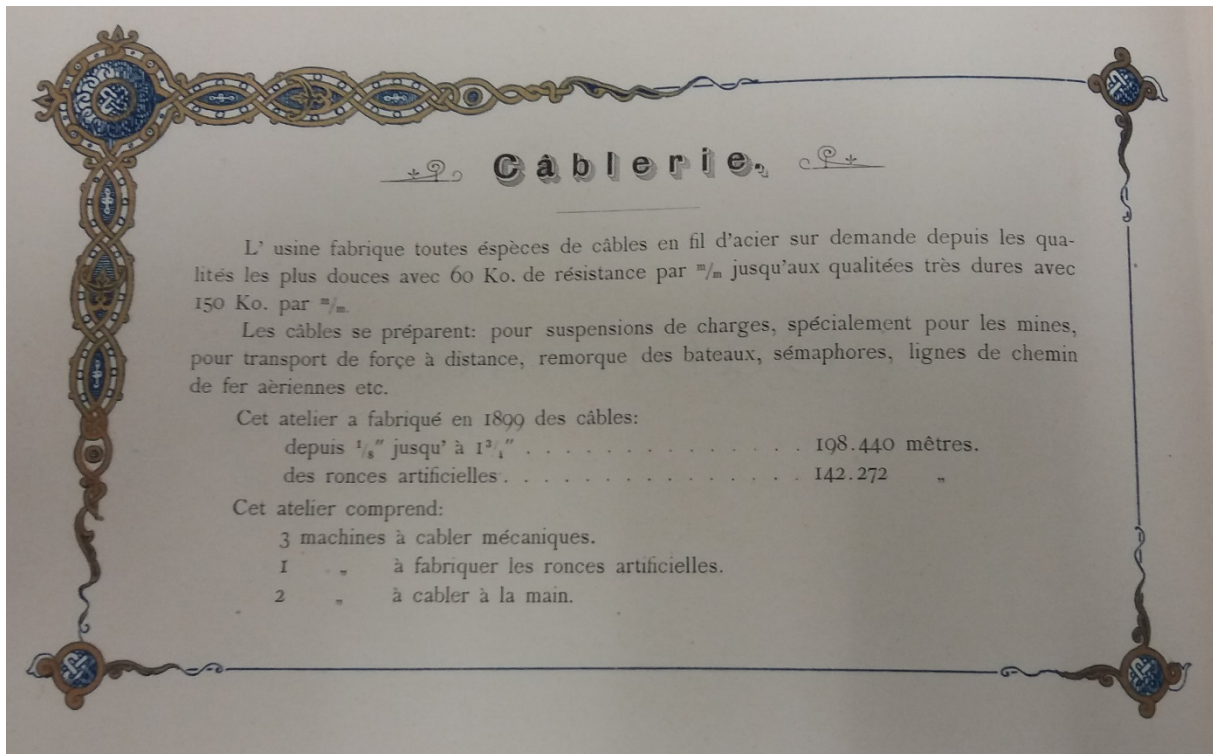 Câblerie.
L' usine fabrique toutes éspèces de câbles en fil d'acier sur demande depuis les qua-
lités les plus douces avec 60 Ko. de résistance par m/m jusqu'aux qualitées très dures avec
150 Ko. par m/m.
Les câbles se préparent: pour suspensions de charges, spécialement pour les mines,
pour transport de forçe à distance, remorque des bateaux, sémaphores, lignes de chemin
de fer aèriennes etc.
Cet atelier a fabriqué en 1899 des câbles:
depuis 1/8" jusqu' à 1 3/4" . . . . . . . . . . . . . . 198.440 mêtres.
des ronces artificielles . . . . . . . . . . . . . . . 142.272 „
Cet atelier comprend:
3 machines à cabler mécaniques.
1 „ à fabriquer les ronces artificielles.
2 „ à cabler à la main.